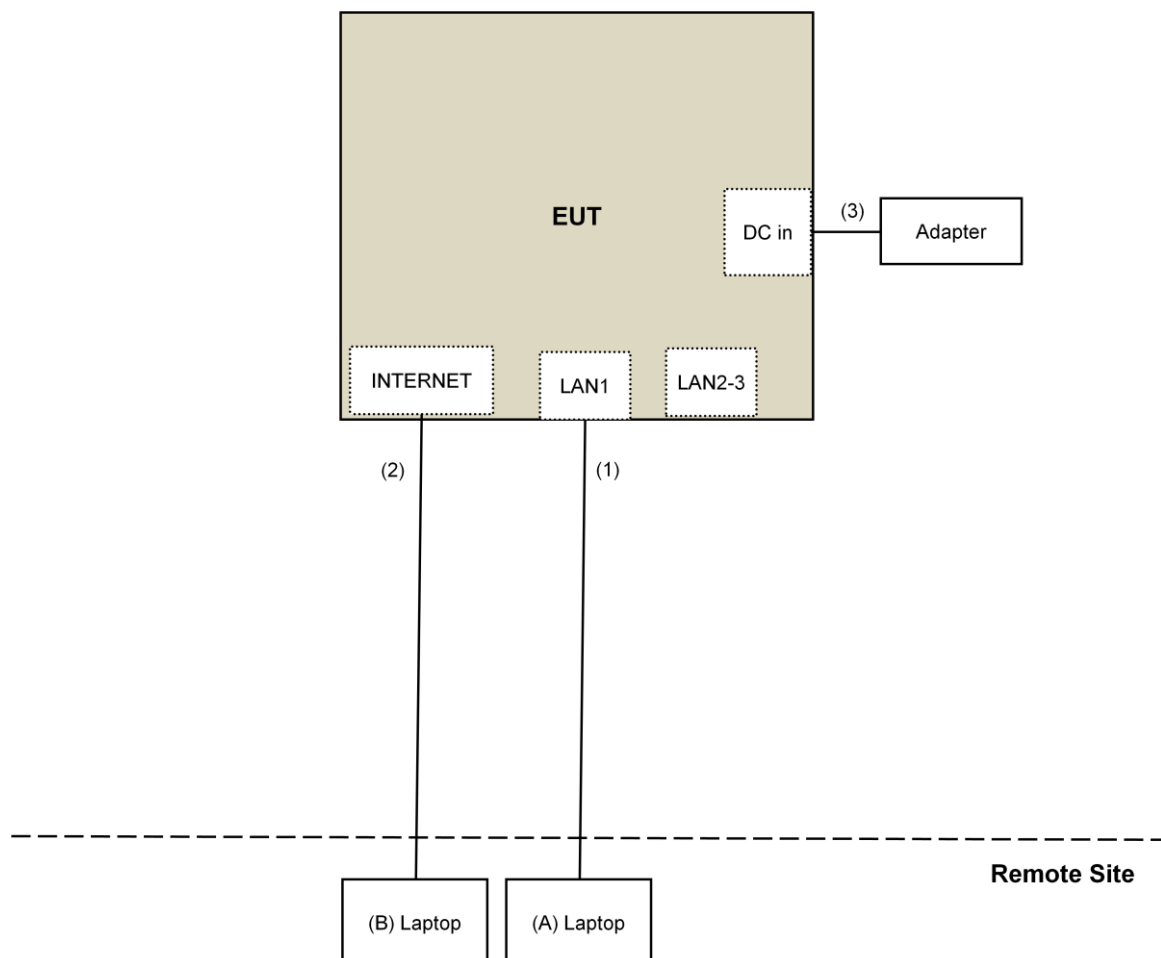 EUT
DC in
(3)
Adapter
INTERNET
LAN1
LAN2-3
(2)
(1)
Remote Site
(B) Laptop
(A) Laptop